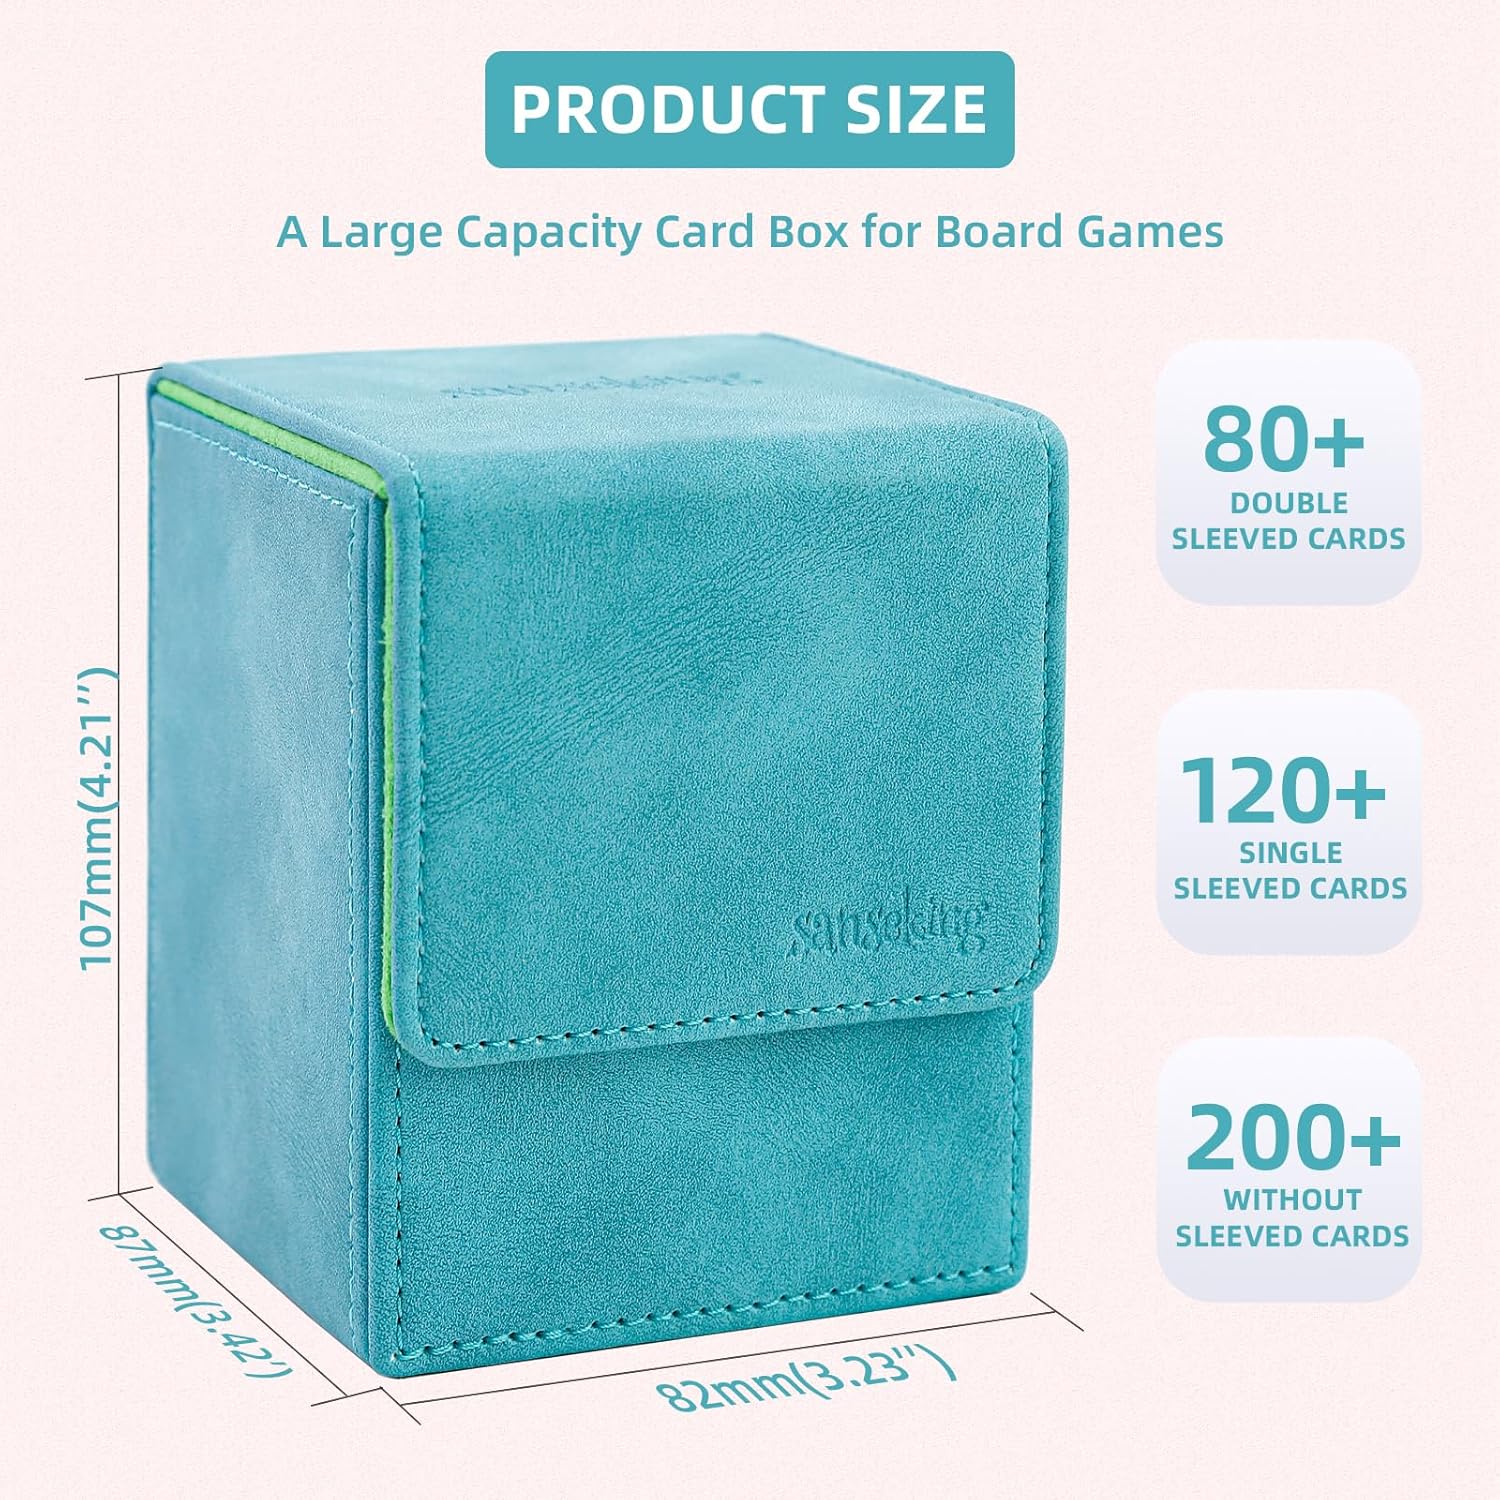 PRODUCT SIZE
A Large Capacity Card Box for Board Games
sanseking
80+
DOUBLE
SLEEVED CARDS
107mm(4.21’’)
sanseking
120+
SINGLE
SLEEVED CARDS
200+
WITHOUT
SLEEVED CARDS
87mm(3.42’)
82mm(3.23’’)